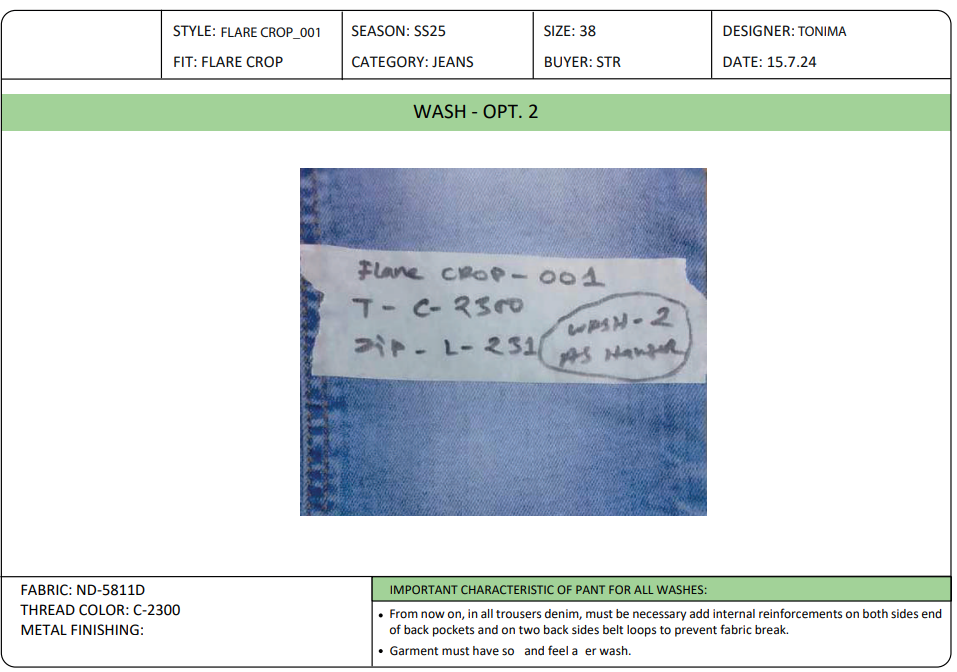 STYLE: FLARE CROP_001
FIT: FLARE CROP
SEASON: SS25
CATEGORY: JEANS
SIZE: 38
BUYER: STR
DESIGNER: TONIMA
DATE: 15.7.24
WASH - OPT. 2
Flare CROP - 001
T - C - 2300
ZiP - L - 231
WASH - 2
AS Hanger
FABRIC: ND-5811D
THREAD COLOR: C-2300
METAL FINISHING:
IMPORTANT CHARACTERISTIC OF PANT FOR ALL WASHES:
• From now on, in all trousers denim, must be necessary add internal reinforcements on both sides end
of back pockets and on two back sides belt loops to prevent fabric break.
• Garment must have so and feel a er wash.